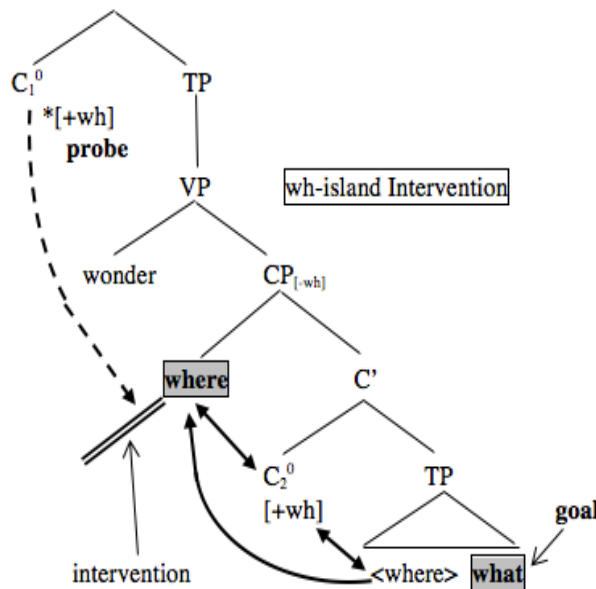 C₁⁰ TP
*[+wh]
probe
VP wh-island Intervention
wonder CP[-wh]
where C’
C₂⁰ TP
[+wh] goal
intervention <where> what